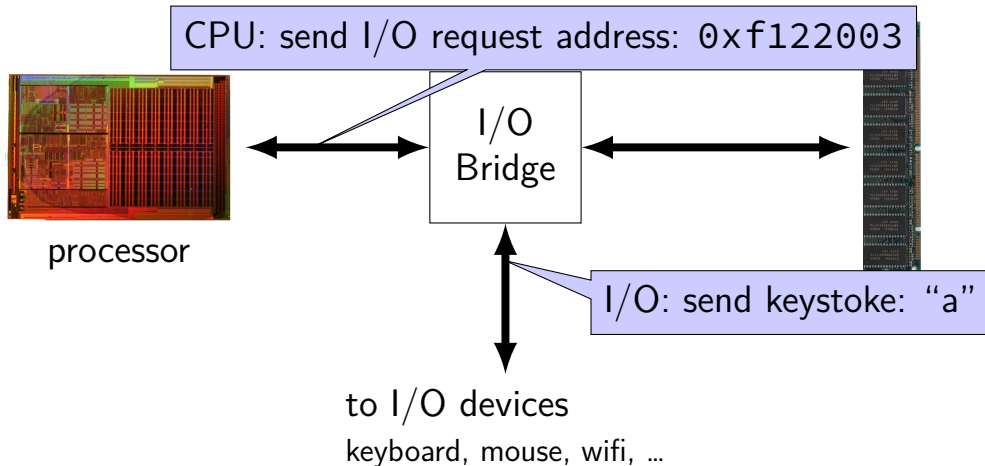 CPU: send I/O request address: 0xf122003
I/O
Bridge
processor
I/O: send keystoke: “a”
to I/O devices
keyboard, mouse, wifi, ...